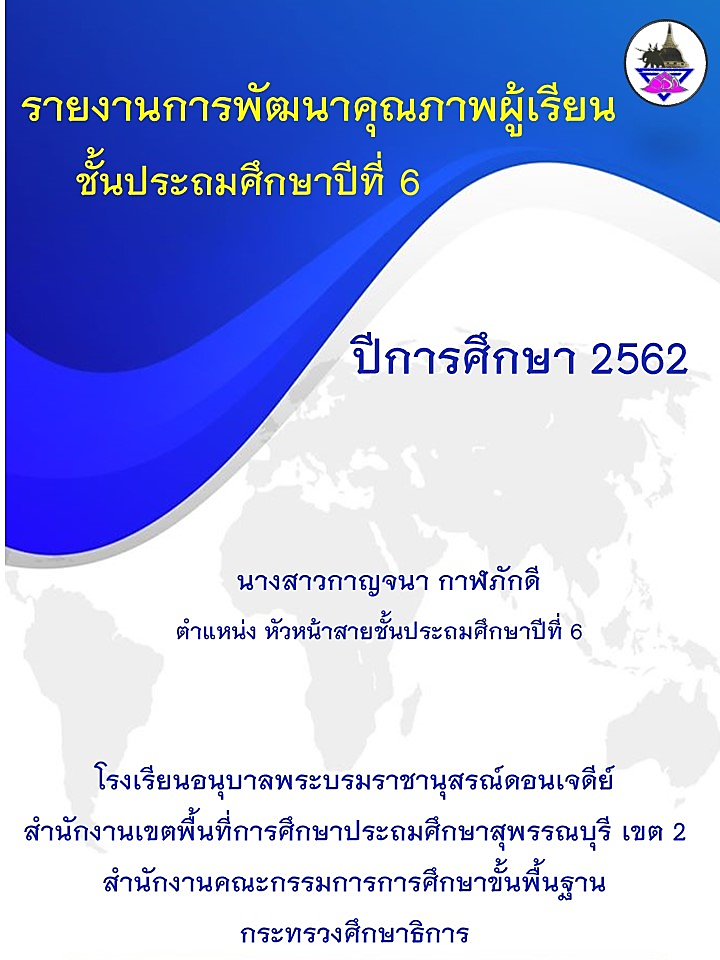 รายงานการพัฒนาคุณภาพผู้เรียน
ชั้นประถมศึกษาปีที่ 6
ปีการศึกษา 2562
นางสาวกาญจนา กาฬภักดี
ตำแหน่ง หัวหน้าสายชั้นประถมศึกษาปีที่ 6
โรงเรียนอนุบาลพระบรมราชานุสรณ์ดอนเจดีย์
สำนักงานเขตพื้นที่การศึกษาประถมศึกษาสุพรรณบุรี เขต 2
สำนักงานคณะกรรมการการศึกษาขั้นพื้นฐาน
กระทรวงศึกษาธิการ